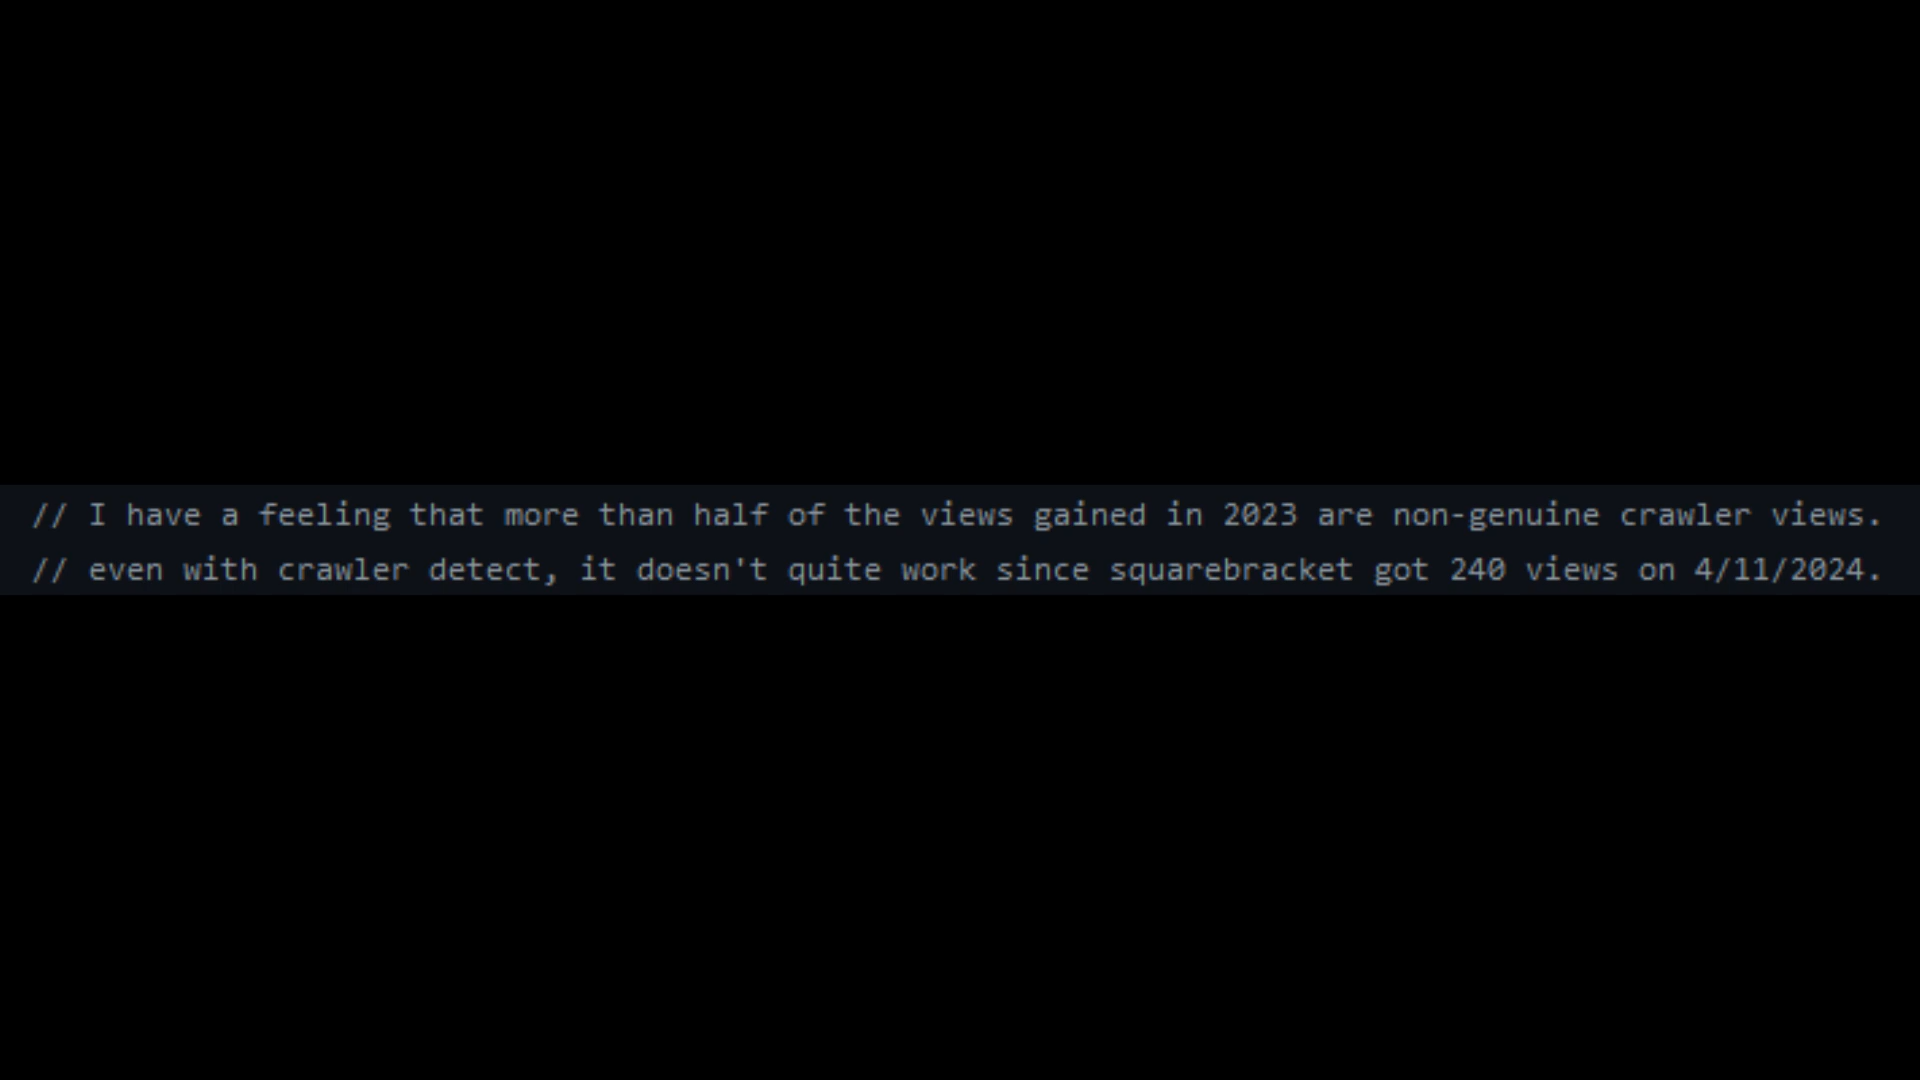 // I have a feeling that more than half of the views gained in 2023 are non-genuine crawler views.
// even with crawler detect, it doesn't quite work since squarebracket got 240 views on 4/11/2024.